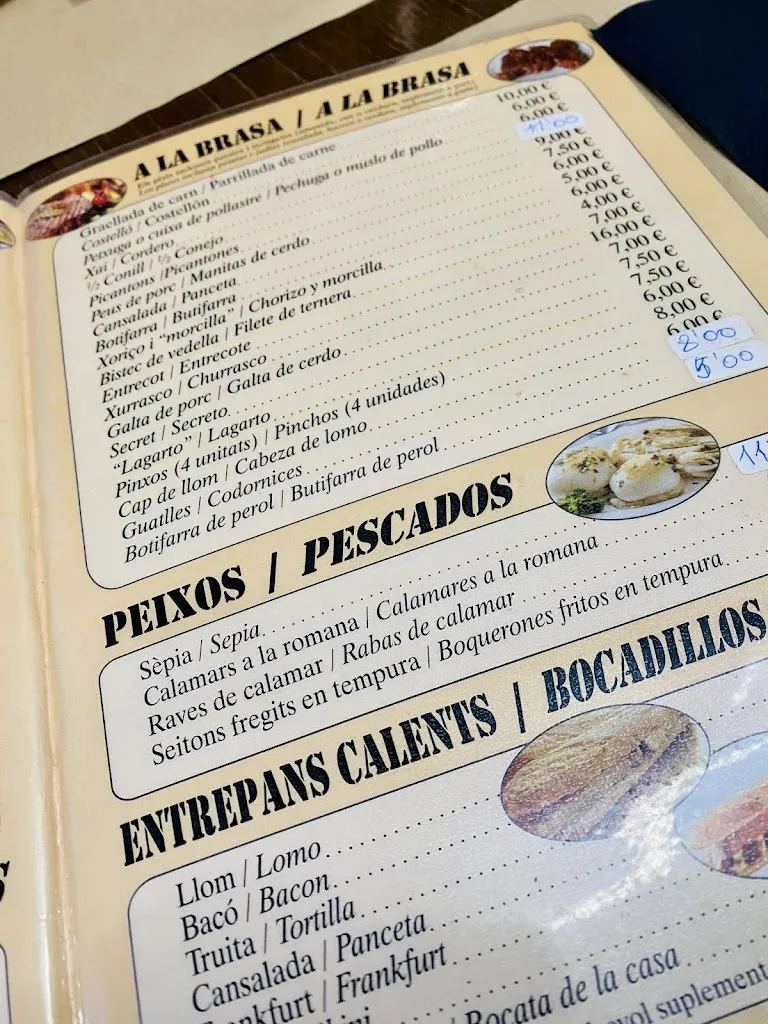 A LA BRASA / A LA BRASA
Graellada de carn / Parrillada de carne
Costelló / Costellón
Petxuga o cuixa de pollastre / Pechuga o muslo de pollo
Xai / Cordero
½ Conill / ½ Conejo
Picantons /Picantones
Peus de porc / Manitas de cerdo
Cansalada / Panceta
Botifarra / Butifarra
Xoriço i "morcilla" / Chorizo y morcilla
Bistec de vedella / Filete de ternera
Entrecot / Entrecote
Xurrasco / Churrasco
Galta de porc / Galta de cerdo
Secret / Secreto
"Lagarto" / Lagarto
Pinxos (4 unitats) / Pinchos (4 unidades)
Cap de llom / Cabeza de lomo
Guatlles / Codornices
Botifarra de perol / Butifarra de perol
10,00 €
6,00 €
6,00 €
11'00
9,00 €
7,50 €
6,00 €
5,00 €
6,00 €
4,00 €
7,00 €
16,00 €
7,00 €
7,50 €
7,50 €
6,00 €
8,00 €
6,00 €
8'00
5'00
PEIXOS / PESCADOS
Sèpia / Sepia
Calamars a la romana / Calamares a la romana
Raves de calamar / Rabas de calamar
Seitons fregits en tempura / Boquerones fritos en tempura
ENTREPANS CALENTS / BOCADILLOS
Llom / Lomo
Bacó / Bacon
Truita / Tortilla
Cansalada / Panceta
Frankfurt
Bocata de la casa
suplement